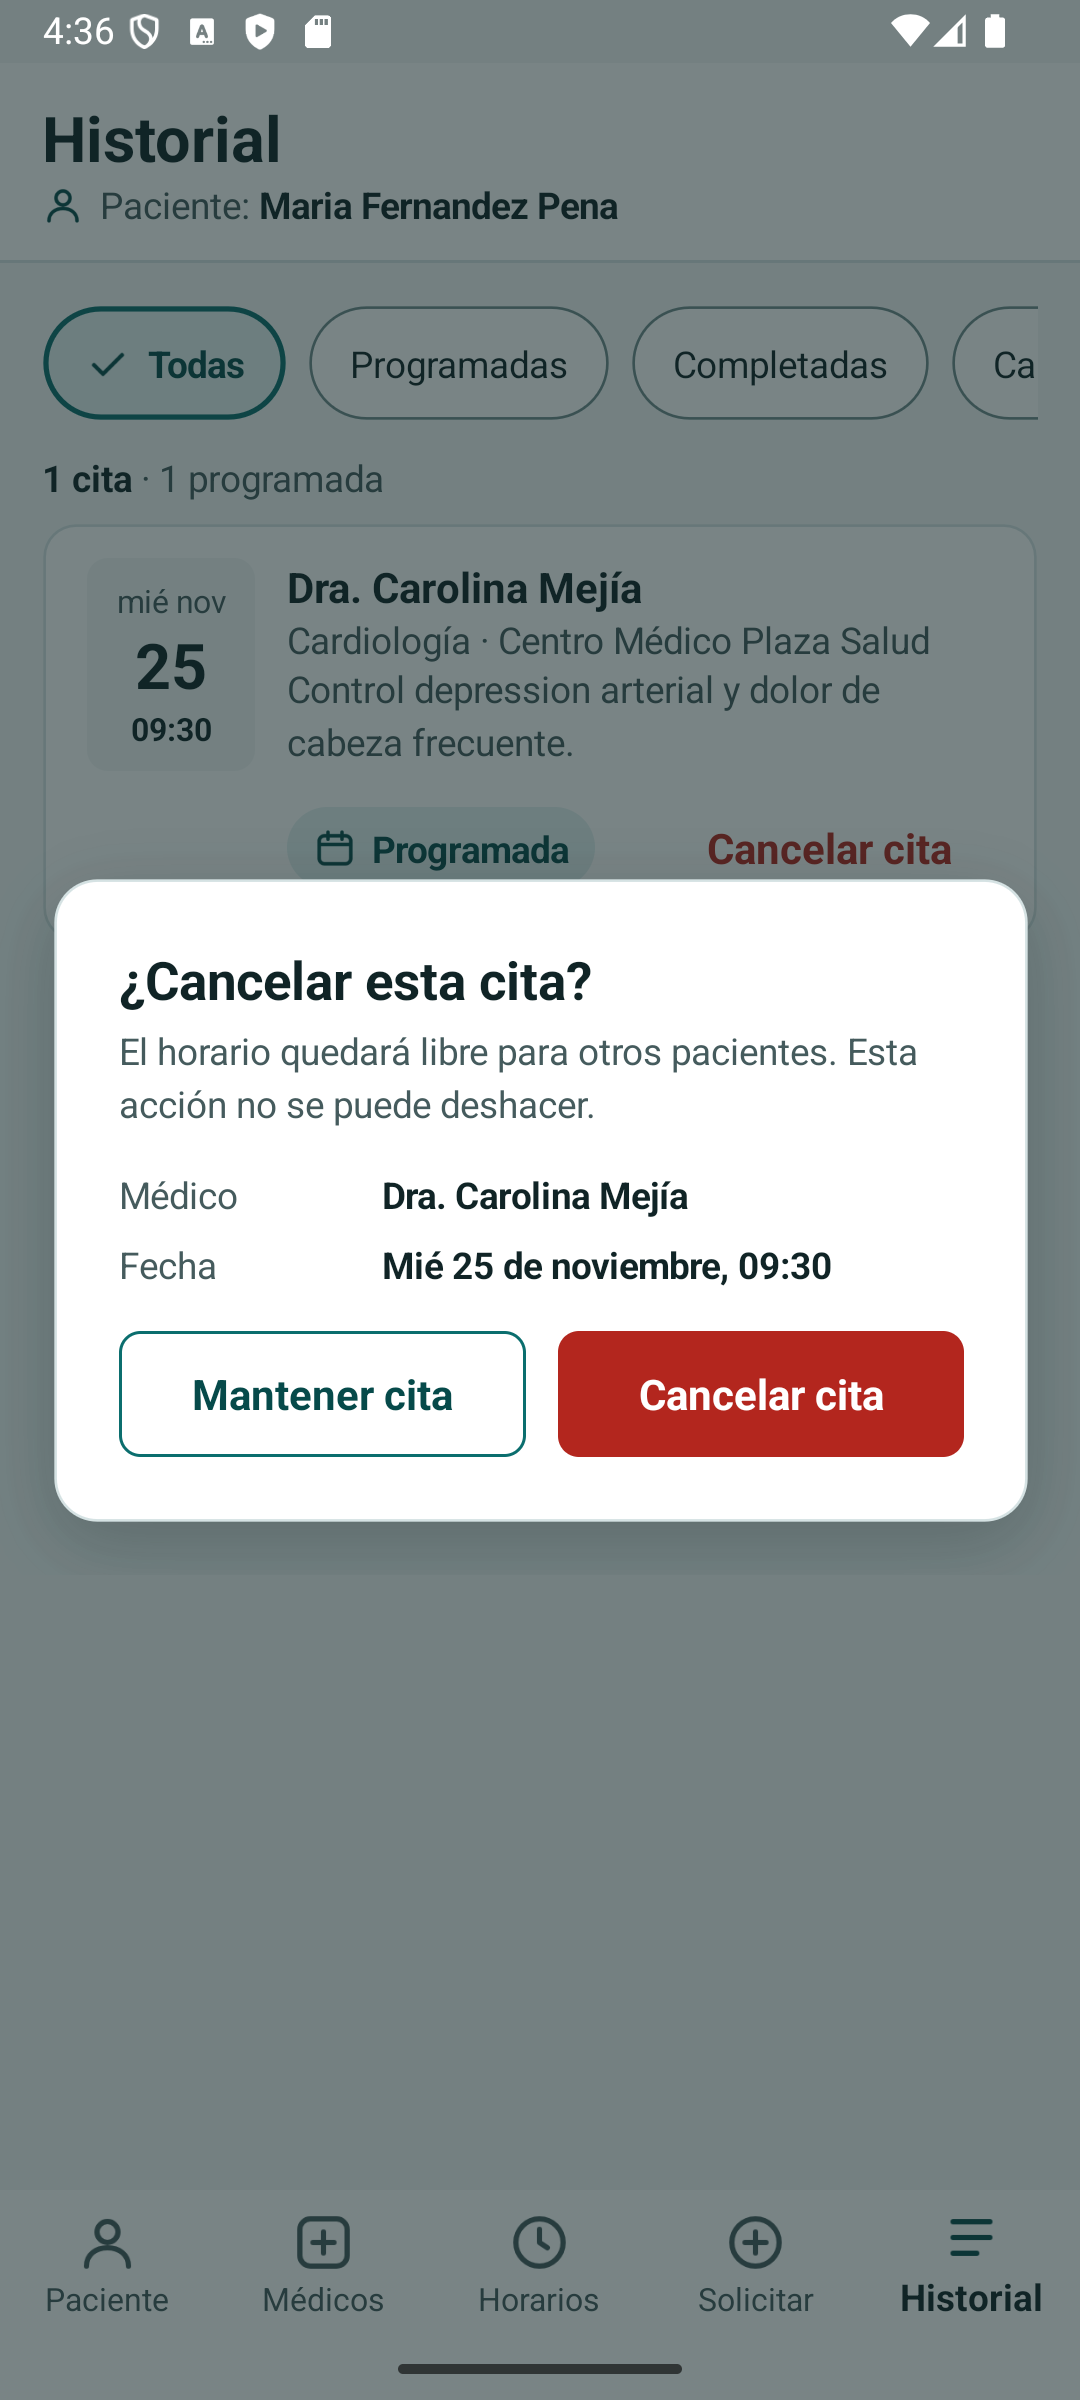 4:36
Historial
Paciente: Maria Fernandez Pena
Todas
Programadas
Completadas
Ca
1 cita · 1 programada
mié nov
25
09:30
Dra. Carolina Mejía
Cardiología · Centro Médico Plaza Salud
Control depression arterial y dolor de
cabeza frecuente.
Programada
Cancelar cita
¿Cancelar esta cita?
El horario quedará libre para otros pacientes. Esta
acción no se puede deshacer.
Médico
Dra. Carolina Mejía
Fecha
Mié 25 de noviembre, 09:30
Mantener cita
Cancelar cita
Paciente
Médicos
Horarios
Solicitar
Historial